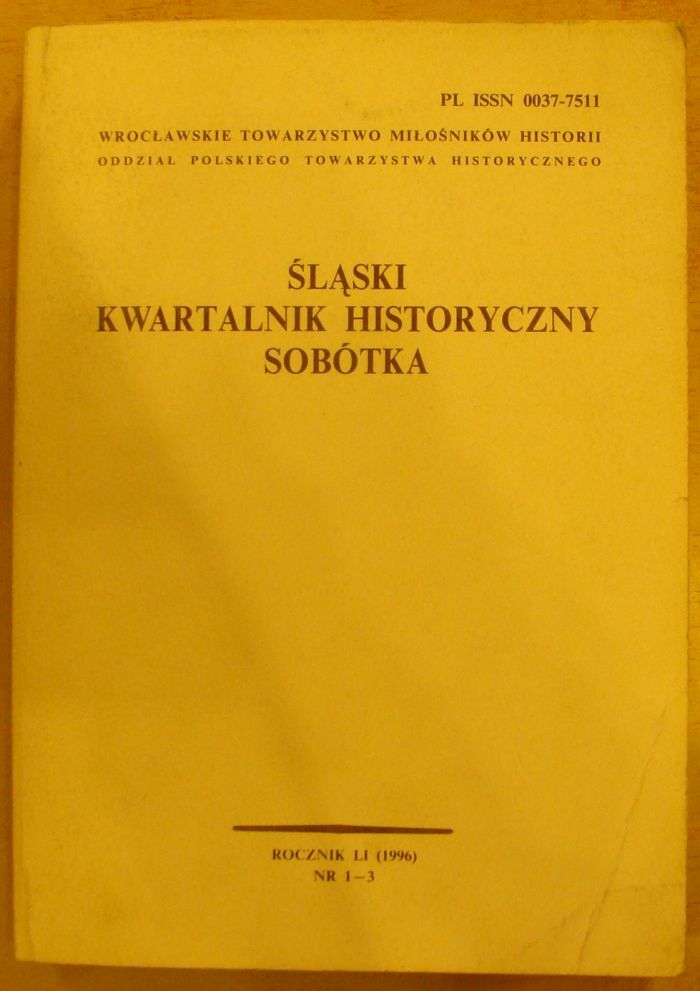 PL ISSN 0037-7511
WROCŁAWSKIE TOWARZYSTWO MIŁOŚNIKÓW HISTORII
ODDZIAŁ POLSKIEGO TOWARZYSTWA HISTORYCZNEGO
ŚLĄSKI
KWARTALNIK HISTORYCZNY
SOBÓTKA
ROCZNIK LI (1996)
NR 1–3